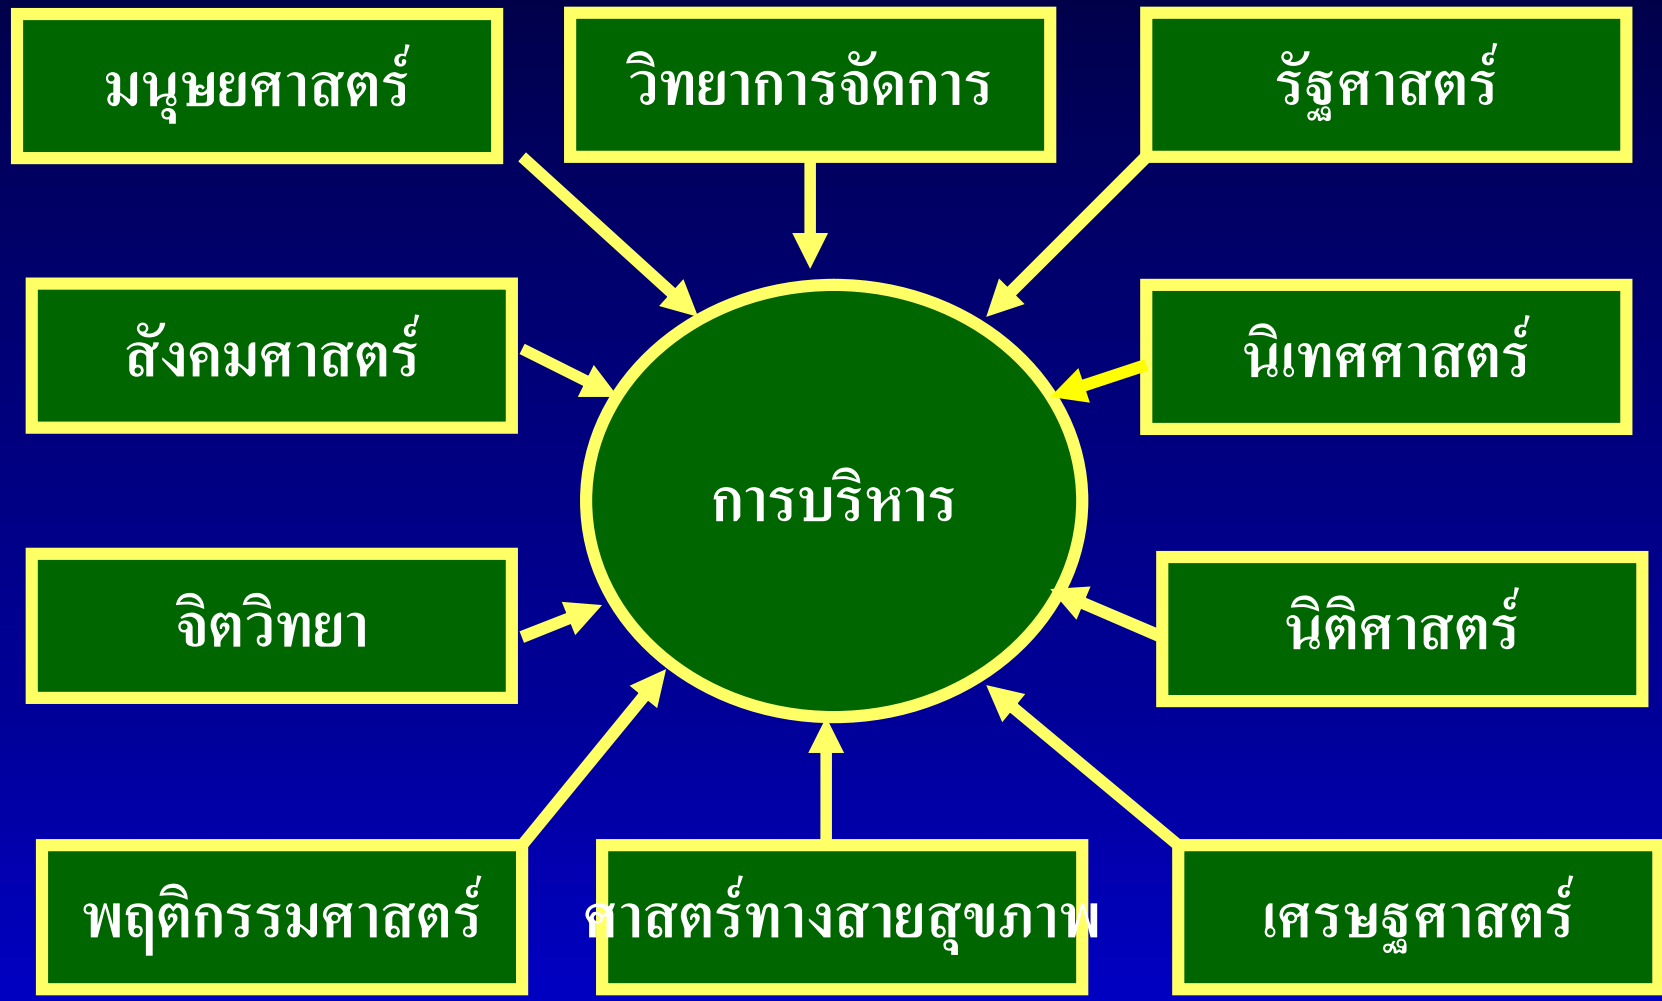 มนุษยศาสตร์
วิทยาการจัดการ
รัฐศาสตร์
สังคมศาสตร์
นิเทศศาสตร์
การบริหาร
จิตวิทยา
นิติศาสตร์
พฤติกรรมศาสตร์
ศาสตร์ทางสายสุขภาพ
เศรษฐศาสตร์